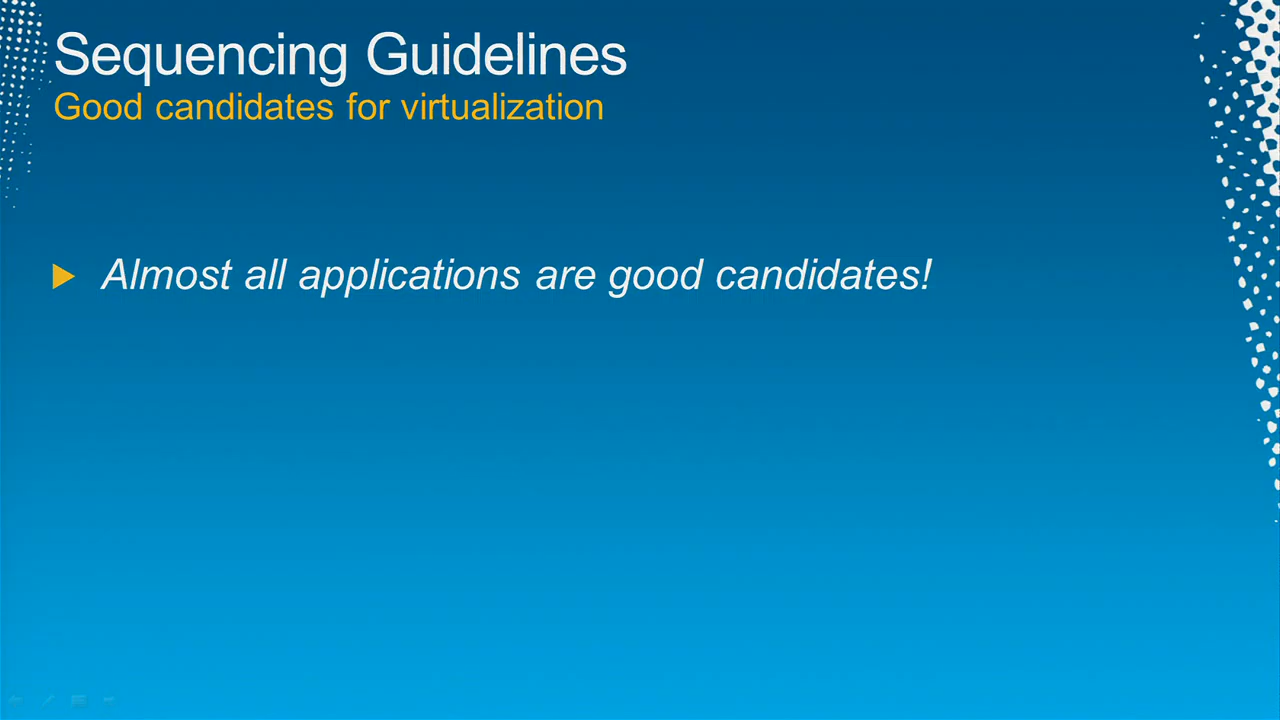 Sequencing Guidelines
Good candidates for virtualization
Almost all applications are good candidates!